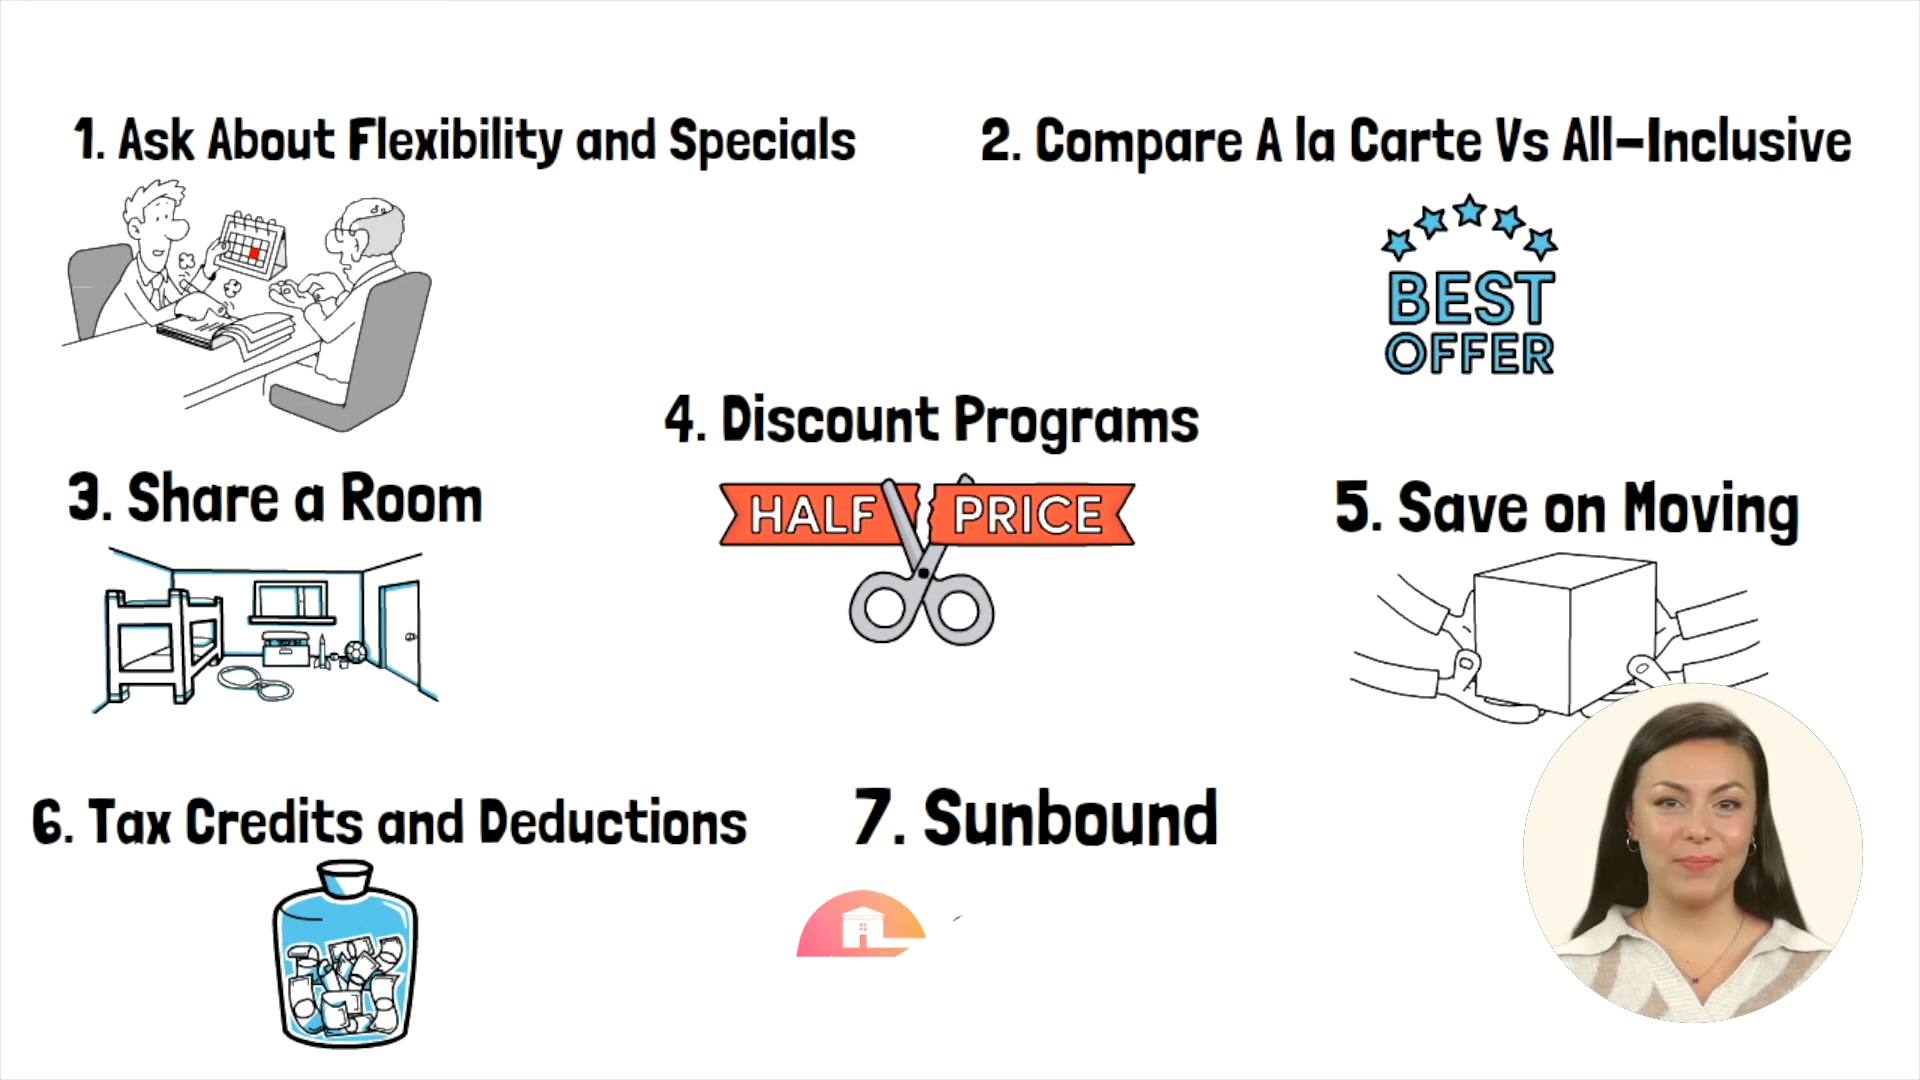 1. Ask About Flexibility and Specials
2. Compare A la Carte Vs All-Inclusive
BEST
OFFER
4. Discount Programs
HALF PRICE
3. Share a Room
5. Save on Moving
6. Tax Credits and Deductions
7. Sunbound